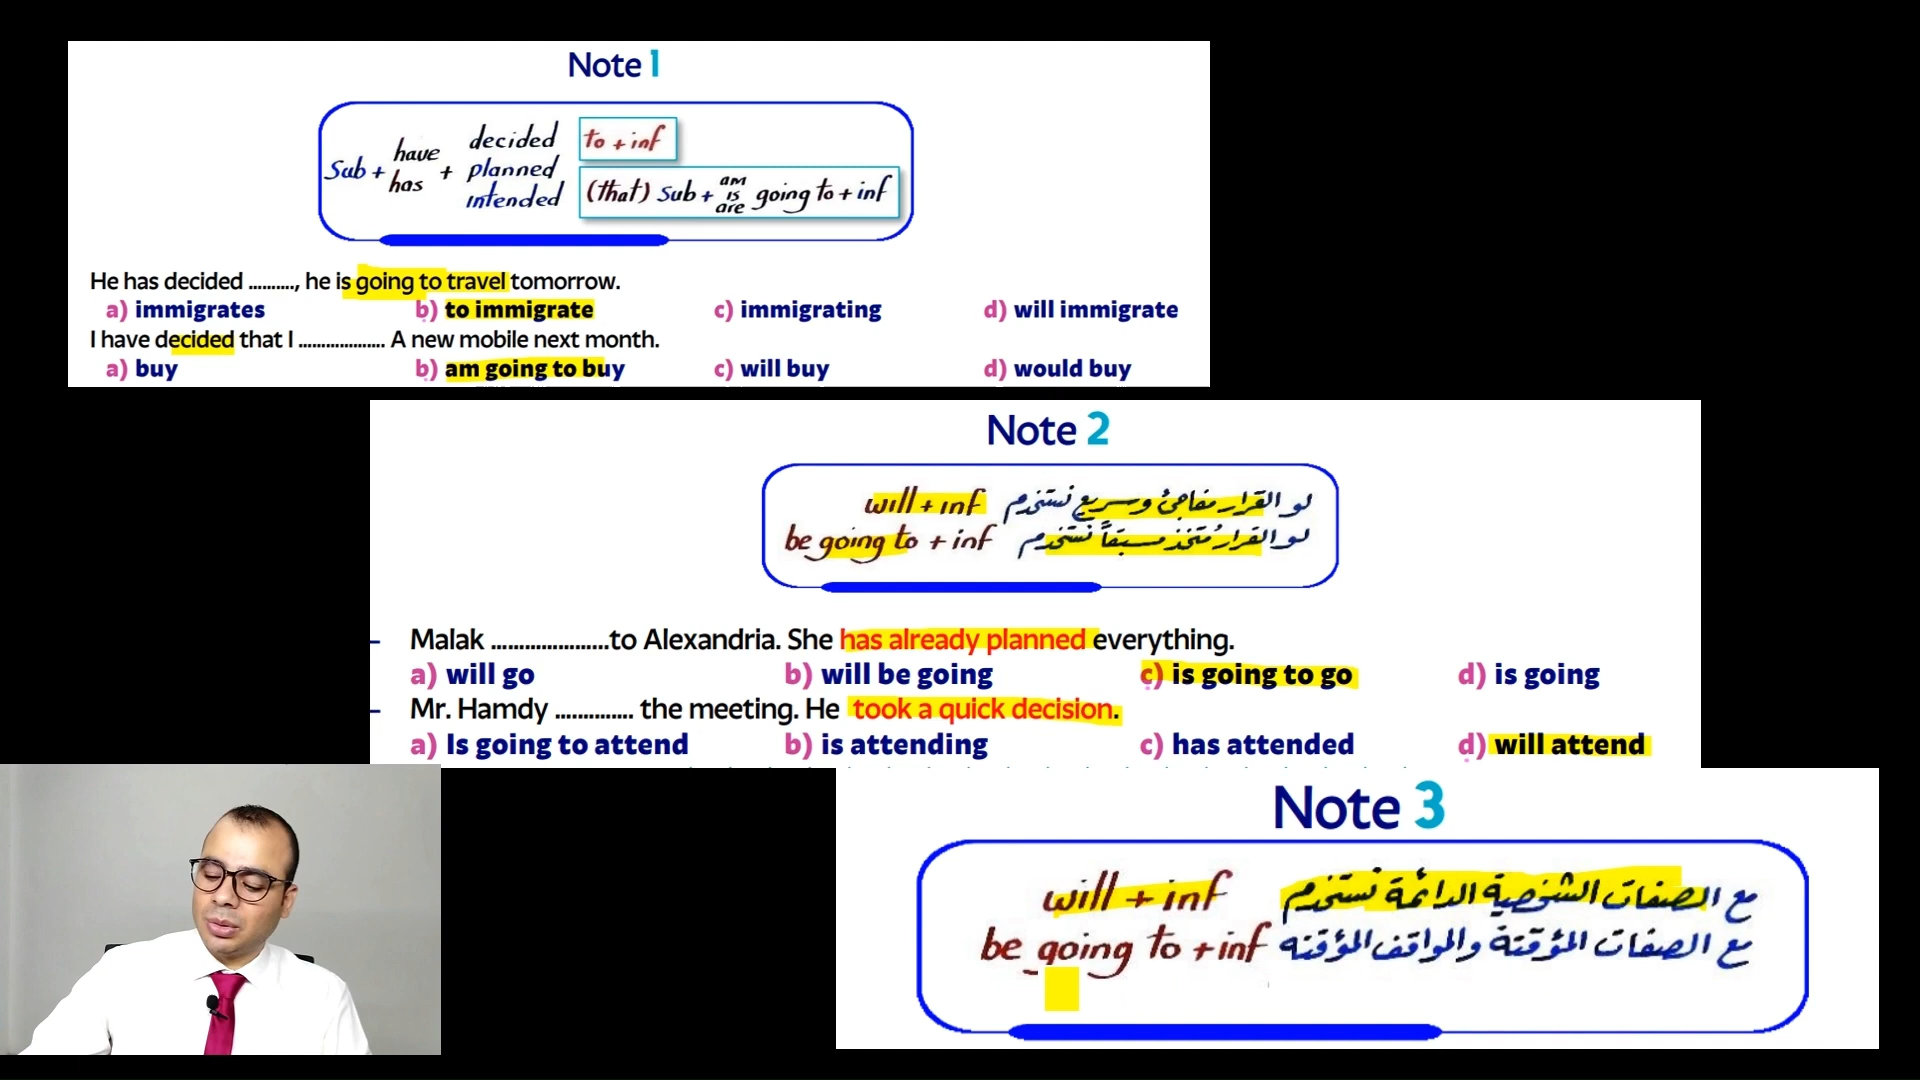 Note 1
Sub + have has + decided planned intended to + inf
(that) Sub + am is are going to + inf
He has decided .........., he is going to travel tomorrow.
a) immigrates b) to immigrate c) immigrating d) will immigrate
I have decided that I ................... A new mobile next month.
a) buy b) am going to buy c) will buy d) would buy
Note 2
will + inf لو القرار مفاجئ وسريع نستخدم
be going to + inf لو القرار مُتخذ مسبقاً نستخدم
- Malak .....................to Alexandria. She has already planned everything.
a) will go b) will be going c) is going to go d) is going
- Mr. Hamdy .............. the meeting. He took a quick decision.
a) Is going to attend b) is attending c) has attended d) will attend
Note 3
will + inf مع الصفات الشخصية الدائمة نستخدم
be going to + inf مع الصفات المؤقتة والمواقف المؤقته